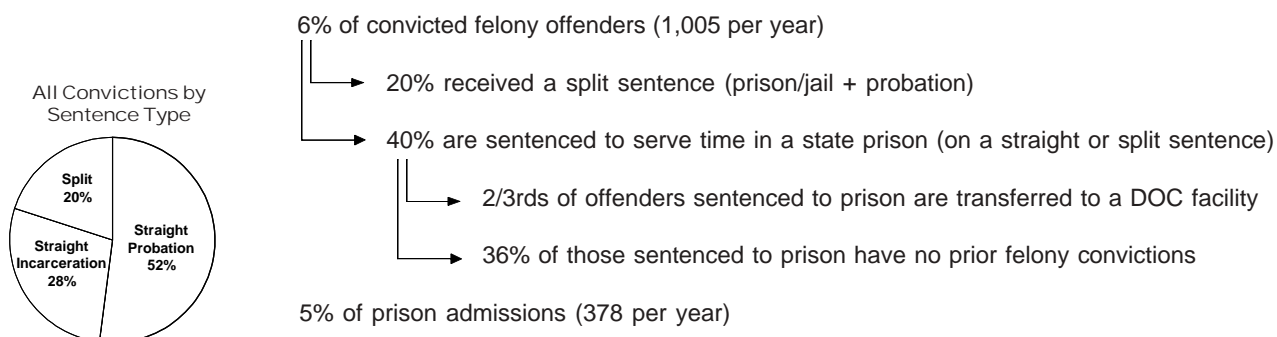 6% of convicted felony offenders (1,005 per year)
20% received a split sentence (prison/jail + probation)
40% are sentenced to serve time in a state prison (on a straight or split sentence)
2/3rds of offenders sentenced to prison are transferred to a DOC facility
36% of those sentenced to prison have no prior felony convictions
5% of prison admissions (378 per year)
All Convictions by
Sentence Type
Split
20%
Straight
Incarceration
28%
Straight
Probation
52%